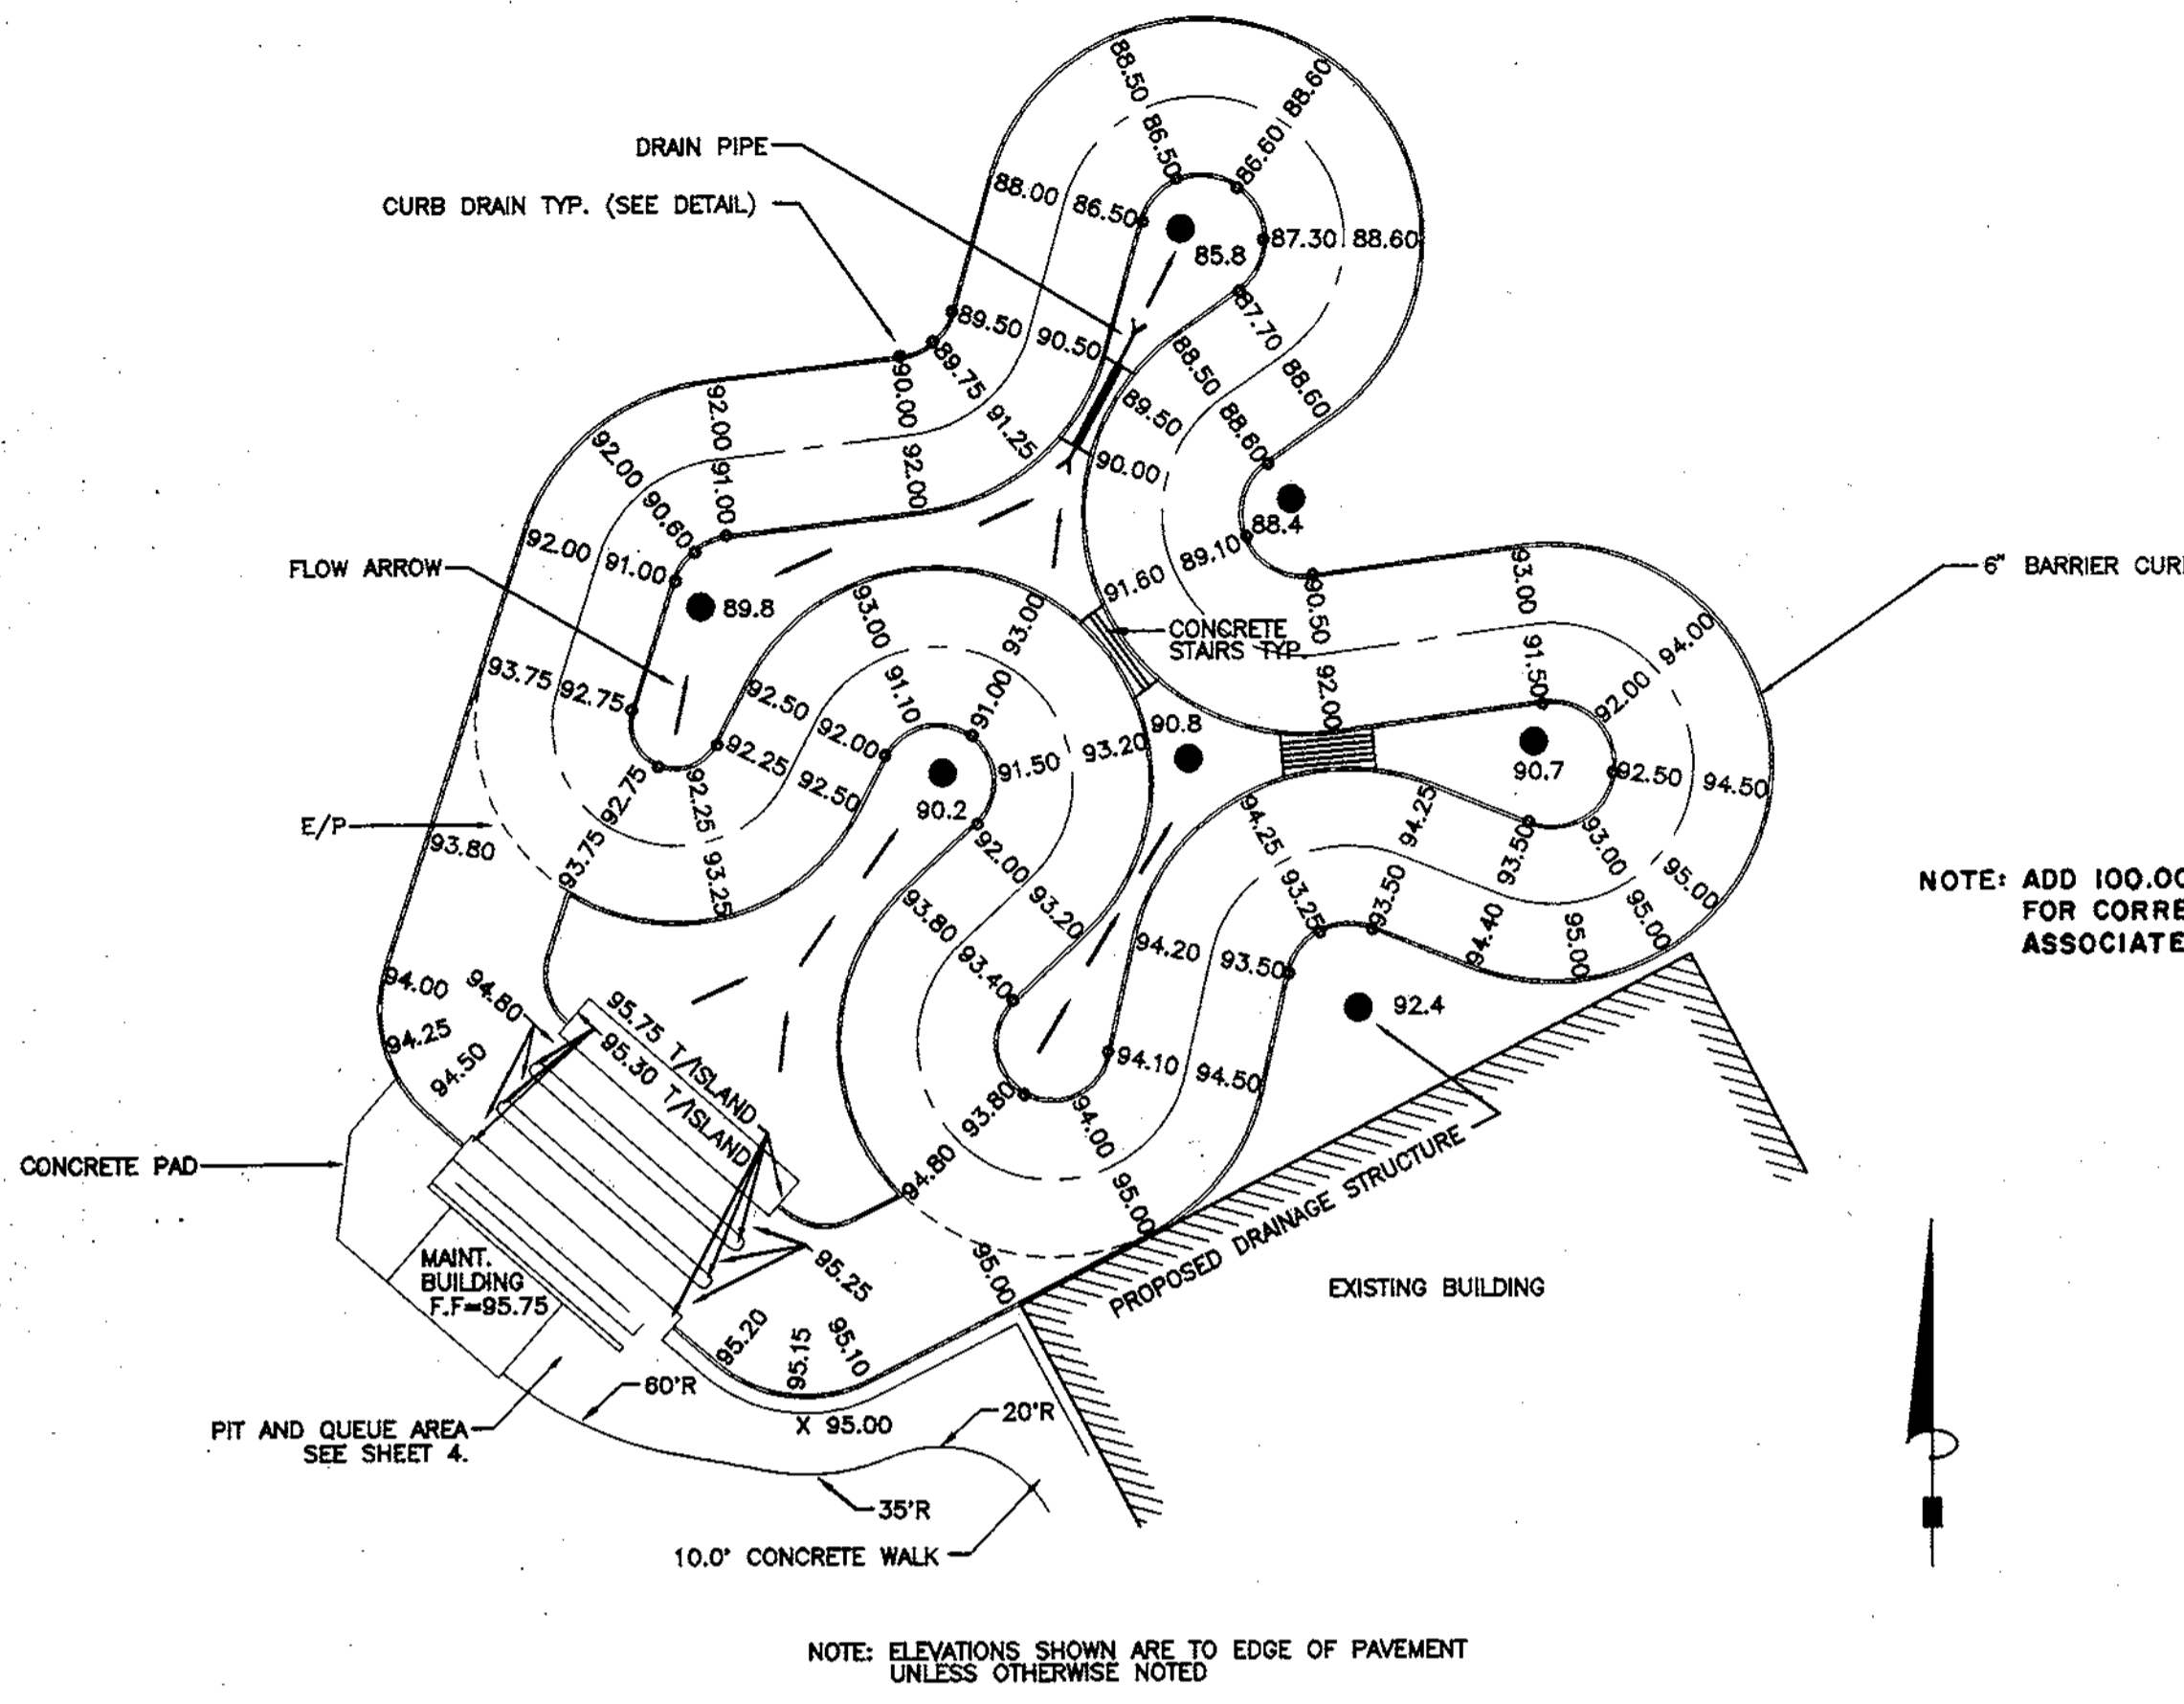 88.50
88.60
86.50
86.60
DRAIN PIPE
CURB DRAIN TYP. (SEE DETAIL)
88.00 86.50
87.30 88.60
85.8
87.70 88.60
89.50 90.50
89.75 91.25
88.50 88.60
89.50
90.00
90.00 92.00
92.00 91.00
92.00 90.60
92.00 91.00
FLOW ARROW
89.8
88.4
91.60 89.10
6" BARRIER CUR
CONCRETE
STAIRS TYP.
90.50 92.00
93.00 91.50
92.00 94.00
93.75 92.75
92.50 92.00
93.00 91.10
91.00 93.00
91.50 93.20
90.8
90.7
92.50 94.50
92.25 92.50
90.2
92.75 93.75
92.25 93.25
E/P
93.80
92.00 93.20
94.25 93.25
94.25 93.50
93.50 94.40
93.00 95.00
95.00
95.00
NOTE: ADD 100.00
FOR CORRE
ASSOCIATE
93.80 93.40
94.20 93.50
92.4
94.00
94.25
94.50
94.80
95.75 T/ISLAND
95.30 T/ISLAND
94.10 94.50
93.80 94.80
94.00 95.00
CONCRETE PAD
PROPOSED DRAINAGE STRUCTURE
EXISTING BUILDING
MAINT.
BUILDING
F.F=95.75
95.25
95.00
95.20
95.15
95.10
60'R
X 95.00
20'R
PIT AND QUEUE AREA
SEE SHEET 4.
35'R
10.0' CONCRETE WALK
NOTE: ELEVATIONS SHOWN ARE TO EDGE OF PAVEMENT
UNLESS OTHERWISE NOTED